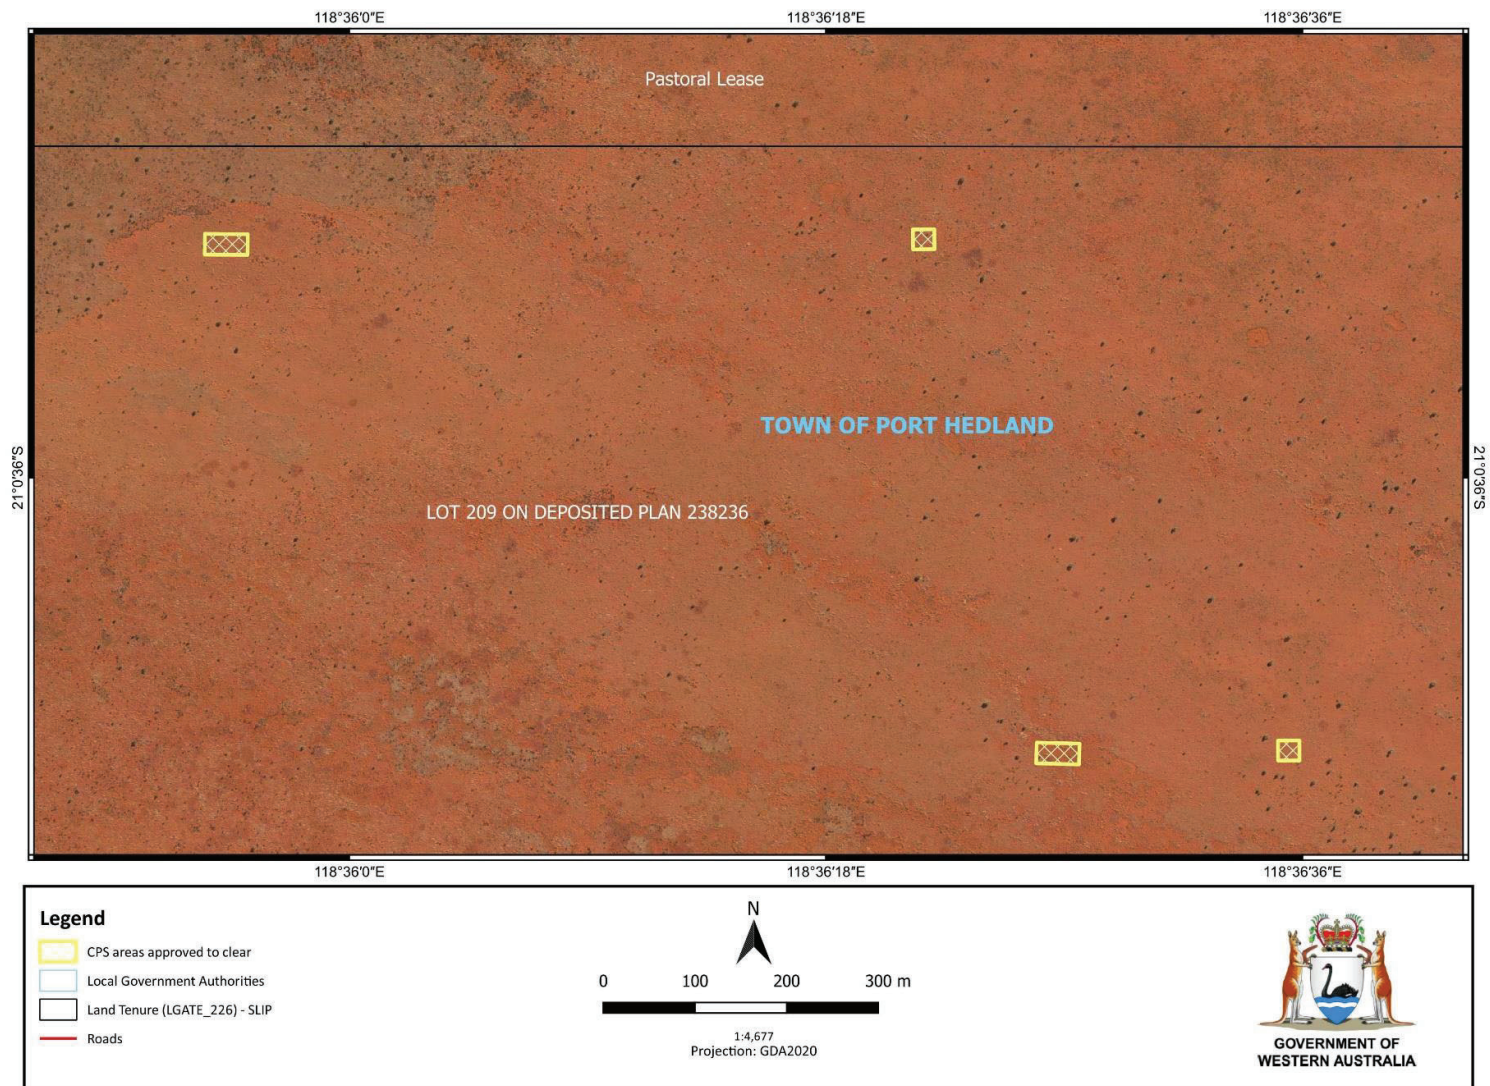 118°36'0"E 118°36'18"E 118°36'36"E
Pastoral Lease
TOWN OF PORT HEDLAND
21°0'36"S 21°0'36"S
LOT 209 ON DEPOSITED PLAN 238236
118°36'0"E 118°36'18"E 118°36'36"E
Legend
CPS areas approved to clear
Local Government Authorities
Land Tenure (LGATE_226) - SLIP
Roads
N
0 100 200 300 m
1:4,677
Projection: GDA2020
GOVERNMENT OF
WESTERN AUSTRALIA